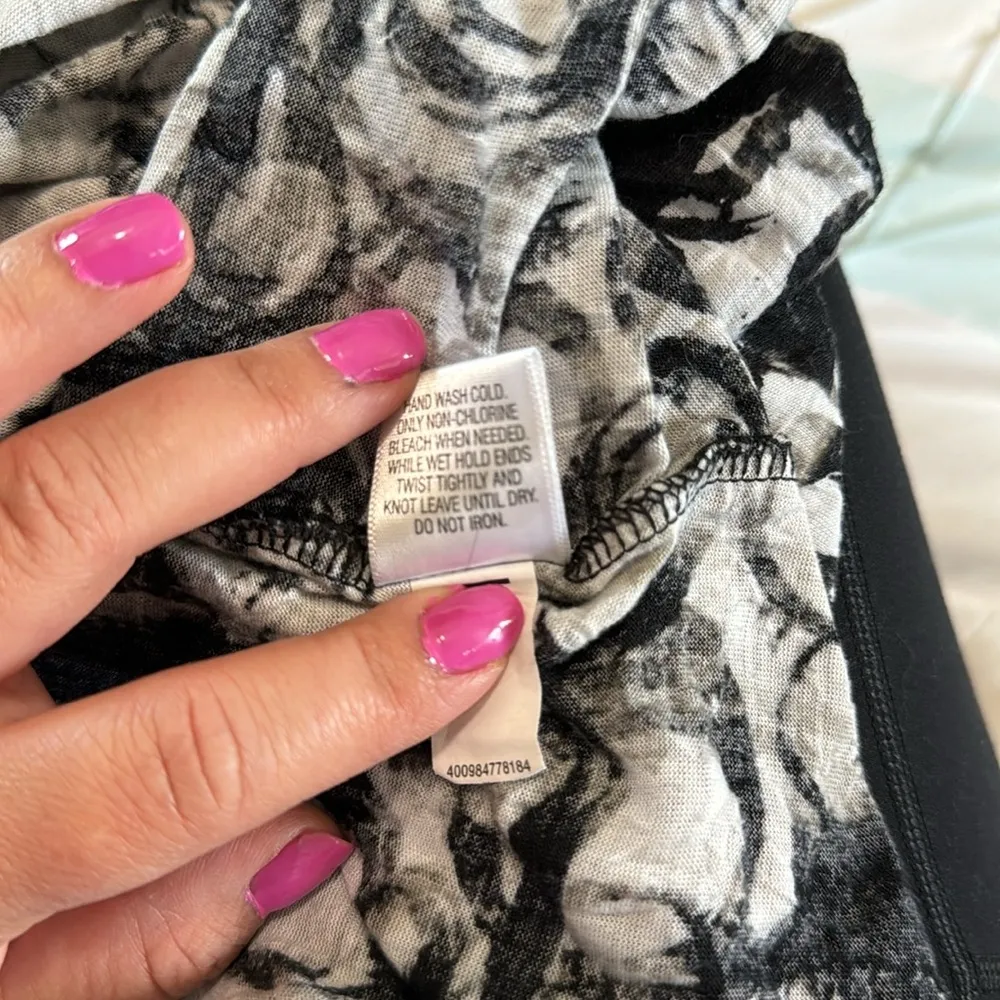 HAND WASH COLD.
ONLY NON-CHLORINE
BLEACH WHEN NEEDED.
WHILE WET HOLD ENDS
TWIST TIGHTLY AND
KNOT LEAVE UNTIL DRY.
DO NOT IRON.
400984778184